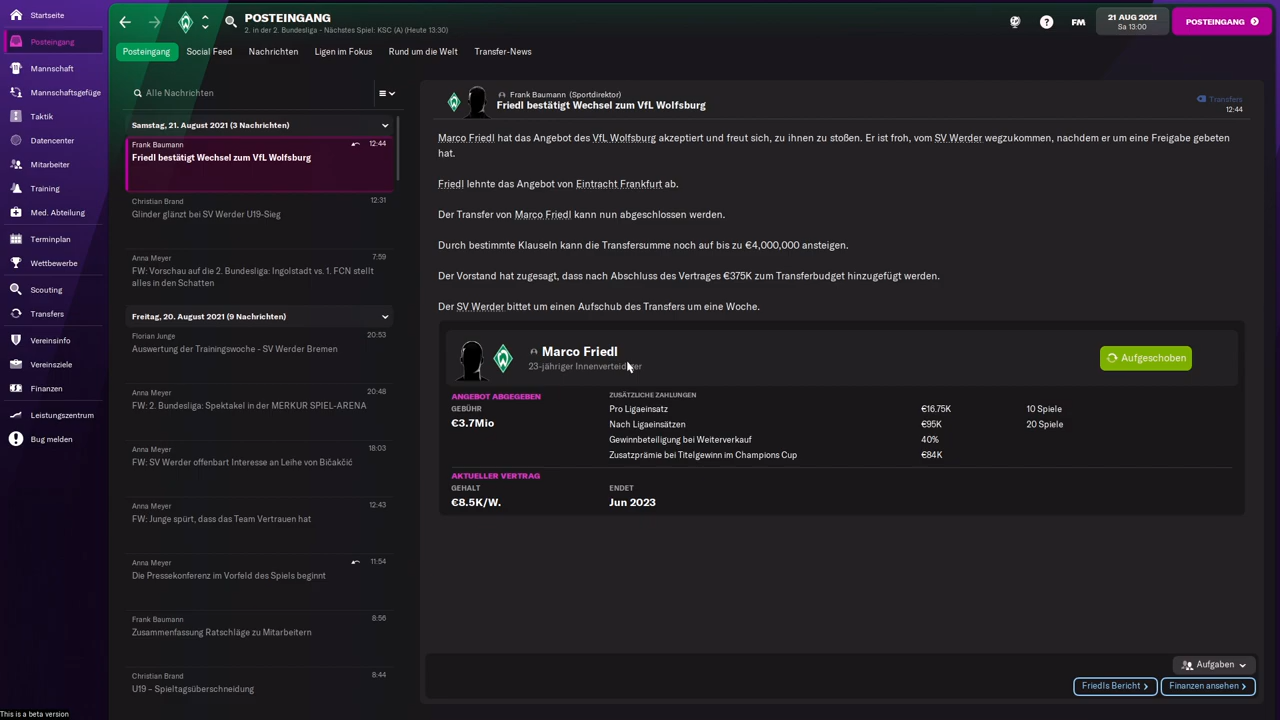 Startseite
Posteingang
Mannschaft
Mannschaftsgefüge
Taktik
Datencenter
Mitarbeiter
Training
Med. Abteilung
Terminplan
Wettbewerbe
Scouting
Transfers
Vereinsinfo
Vereinsziele
Finanzen
Leistungszentrum
Bug melden
This is a beta version
POSTEINGANG
2. in der 2. Bundesliga - Nächstes Spiel: KSC (A) (Heute 13:30)
?
FM
21 AUG 2021
Sa 13:00
POSTEINGANG
Posteingang
Social Feed
Nachrichten
Ligen im Fokus
Rund um die Welt
Transfer-News
Alle Nachrichten
Samstag, 21. August 2021 (3 Nachrichten)
Frank Baumann 12:44
Friedl bestätigt Wechsel zum VfL Wolfsburg
Christian Brand 12:31
Glinder glänzt bei SV Werder U19-Sieg
Anna Meyer 7:59
FW: Vorschau auf die 2. Bundesliga: Ingolstadt vs. 1. FCN stellt
alles in den Schatten
Freitag, 20. August 2021 (9 Nachrichten)
Florian Junge 20:53
Auswertung der Trainingswoche - SV Werder Bremen
Anna Meyer 20:48
FW: 2. Bundesliga: Spektakel in der MERKUR SPIEL-ARENA
Anna Meyer 18:03
FW: SV Werder offenbart Interesse an Leihe von Bičakčić
Anna Meyer 12:43
FW: Junge spürt, dass das Team Vertrauen hat
Anna Meyer 11:54
Die Pressekonferenz im Vorfeld des Spiels beginnt
Frank Baumann 8:56
Zusammenfassung Ratschläge zu Mitarbeitern
Christian Brand 8:44
U19 - Spieltagsüberschneidung
Frank Baumann (Sportdirektor)
Friedl bestätigt Wechsel zum VfL Wolfsburg
Transfers
12:44
Marco Friedl hat das Angebot des VfL Wolfsburg akzeptiert und freut sich, zu ihnen zu stoßen. Er ist froh, vom SV Werder wegzukommen, nachdem er um eine Freigabe gebeten
hat.
Friedl lehnte das Angebot von Eintracht Frankfurt ab.
Der Transfer von Marco Friedl kann nun abgeschlossen werden.
Durch bestimmte Klauseln kann die Transfersumme noch auf bis zu €4,000,000 ansteigen.
Der Vorstand hat zugesagt, dass nach Abschluss des Vertrages €375K zum Transferbudget hinzugefügt werden.
Der SV Werder bittet um einen Aufschub des Transfers um eine Woche.
Marco Friedl
23-jähriger Innenverteidiger
Aufgeschoben
ANGEBOT ABGEGEBEN
GEBÜHR
€3.7Mio
ZUSÄTZLICHE ZAHLUNGEN
Pro Ligaeinsatz €16.75K 10 Spiele
Nach Ligaeinsätzen €95K 20 Spiele
Gewinnbeteiligung bei Weiterverkauf 40%
Zusatzprämie bei Titelgewinn im Champions Cup €84K
AKTUELLER VERTRAG
GEHALT ENDET
€8.5K/W. Jun 2023
Aufgaben
Friedls Bericht
Finanzen ansehen